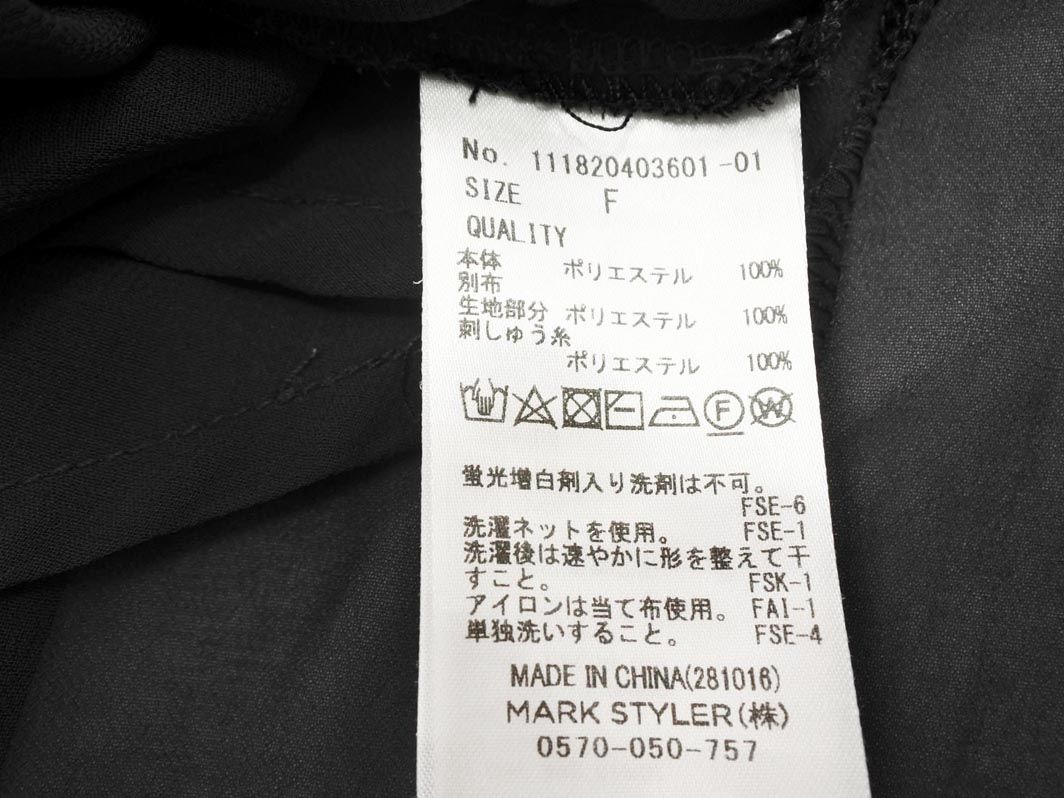 No. 111820403601-01
SIZE F
QUALITY
本体 ポリエステル 100%
別布
生地部分 ポリエステル 100%
刺しゅう糸
ポリエステル 100%
F W
蛍光増白剤入り洗剤は不可。
FSE-6
洗濯ネットを使用。 FSE-1
洗濯後は速やかに形を整えて干
すこと。 FSK-1
アイロンは当て布使用。 FAI-1
単独洗いすること。 FSE-4
MADE IN CHINA(281016)
MARK STYLER(株)
0570-050-757